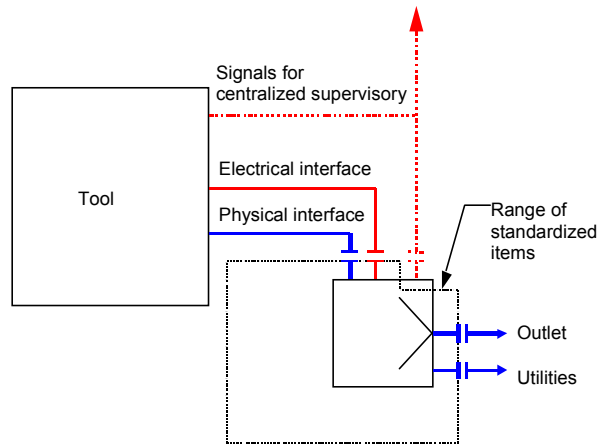 Signals for
centralized supervisory
Electrical interface
Tool
Physical interface
Range of
standardized
items
Outlet
Utilities